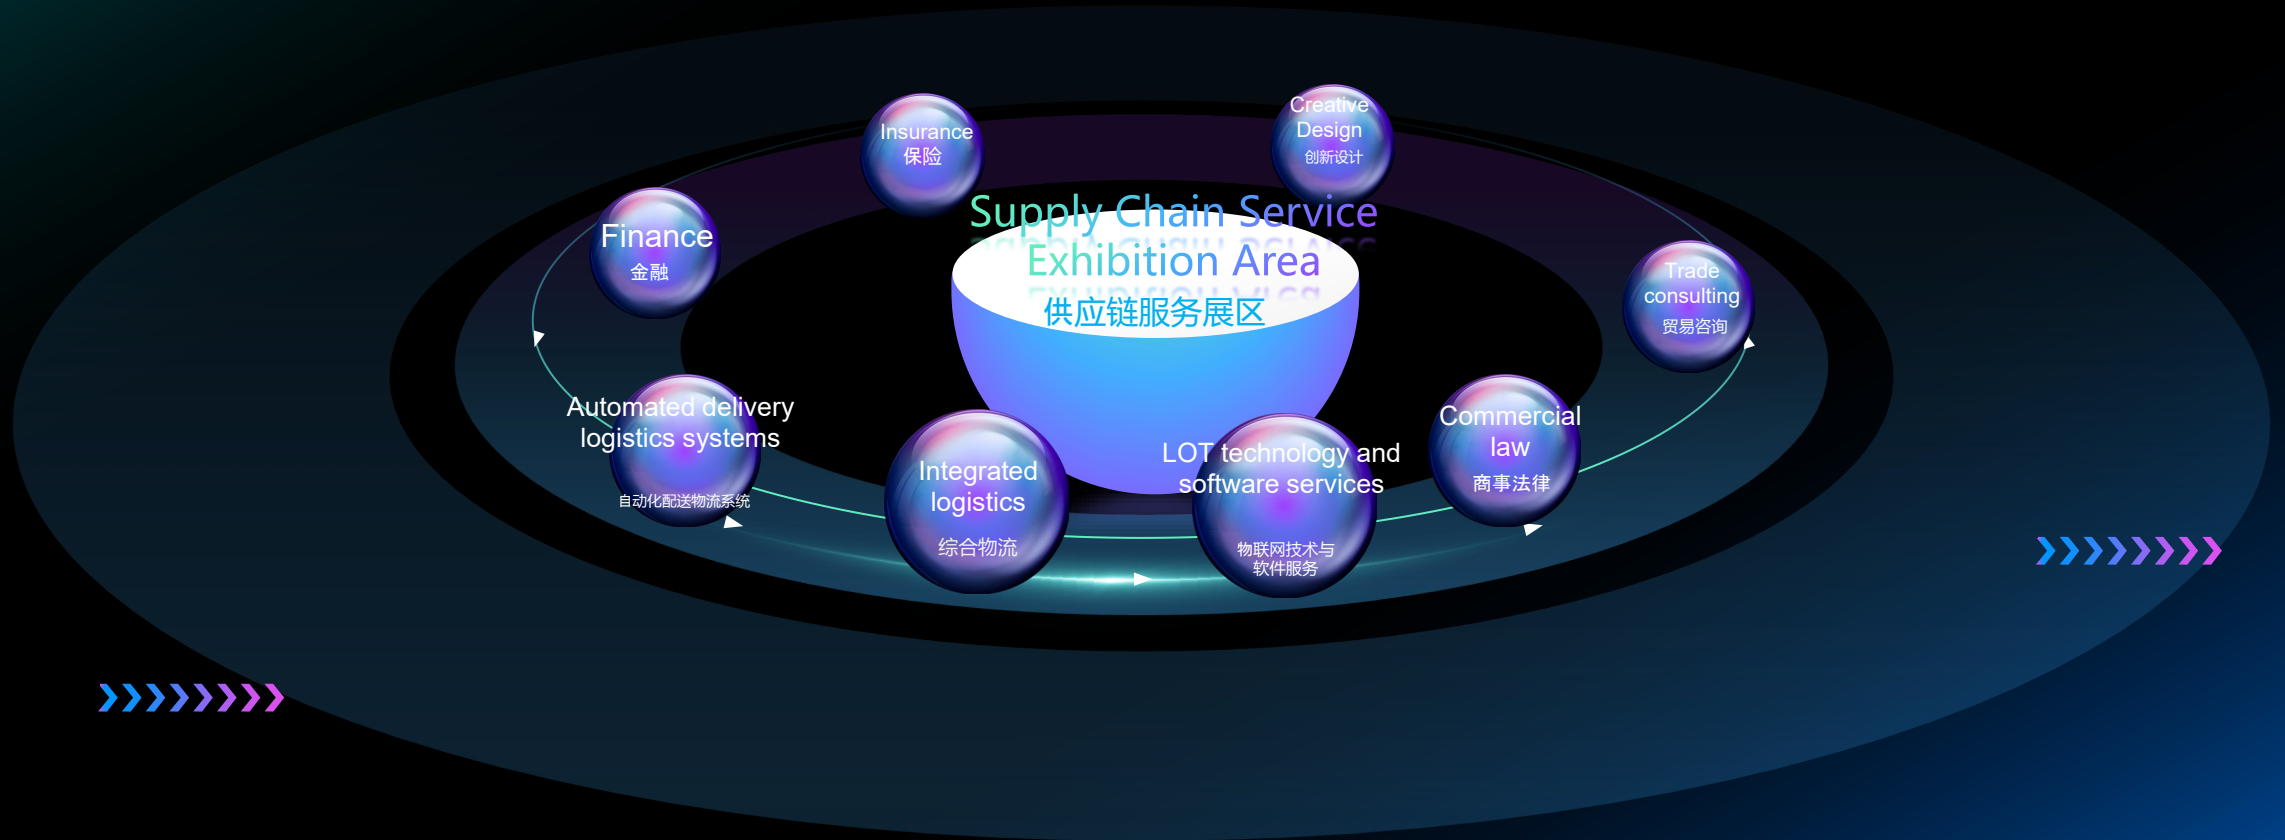 Creative
Design
创新设计
Insurance
保险
Supply Chain Service
Exhibition Area
供应链服务展区
Finance
金融
Trade
consulting
贸易咨询
Automated delivery
logistics systems
自动化配送物流系统
Integrated
logistics
综合物流
LOT technology and
software services
物联网技术与
软件服务
Commercial
law
商事法律